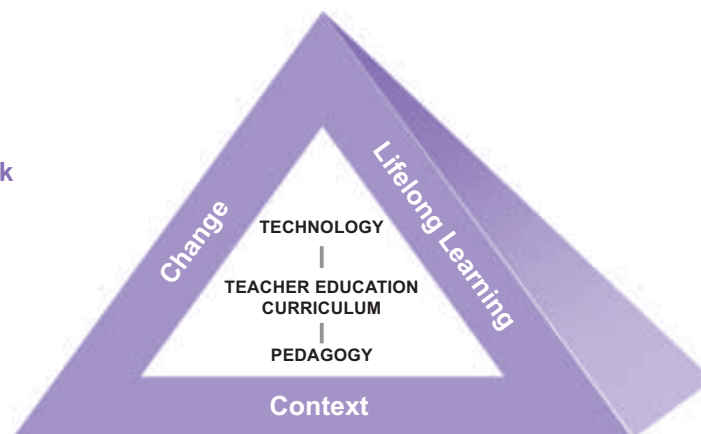 k
Change
Lifelong Learning
TECHNOLOGY
TEACHER EDUCATION
CURRICULUM
PEDAGOGY
Context